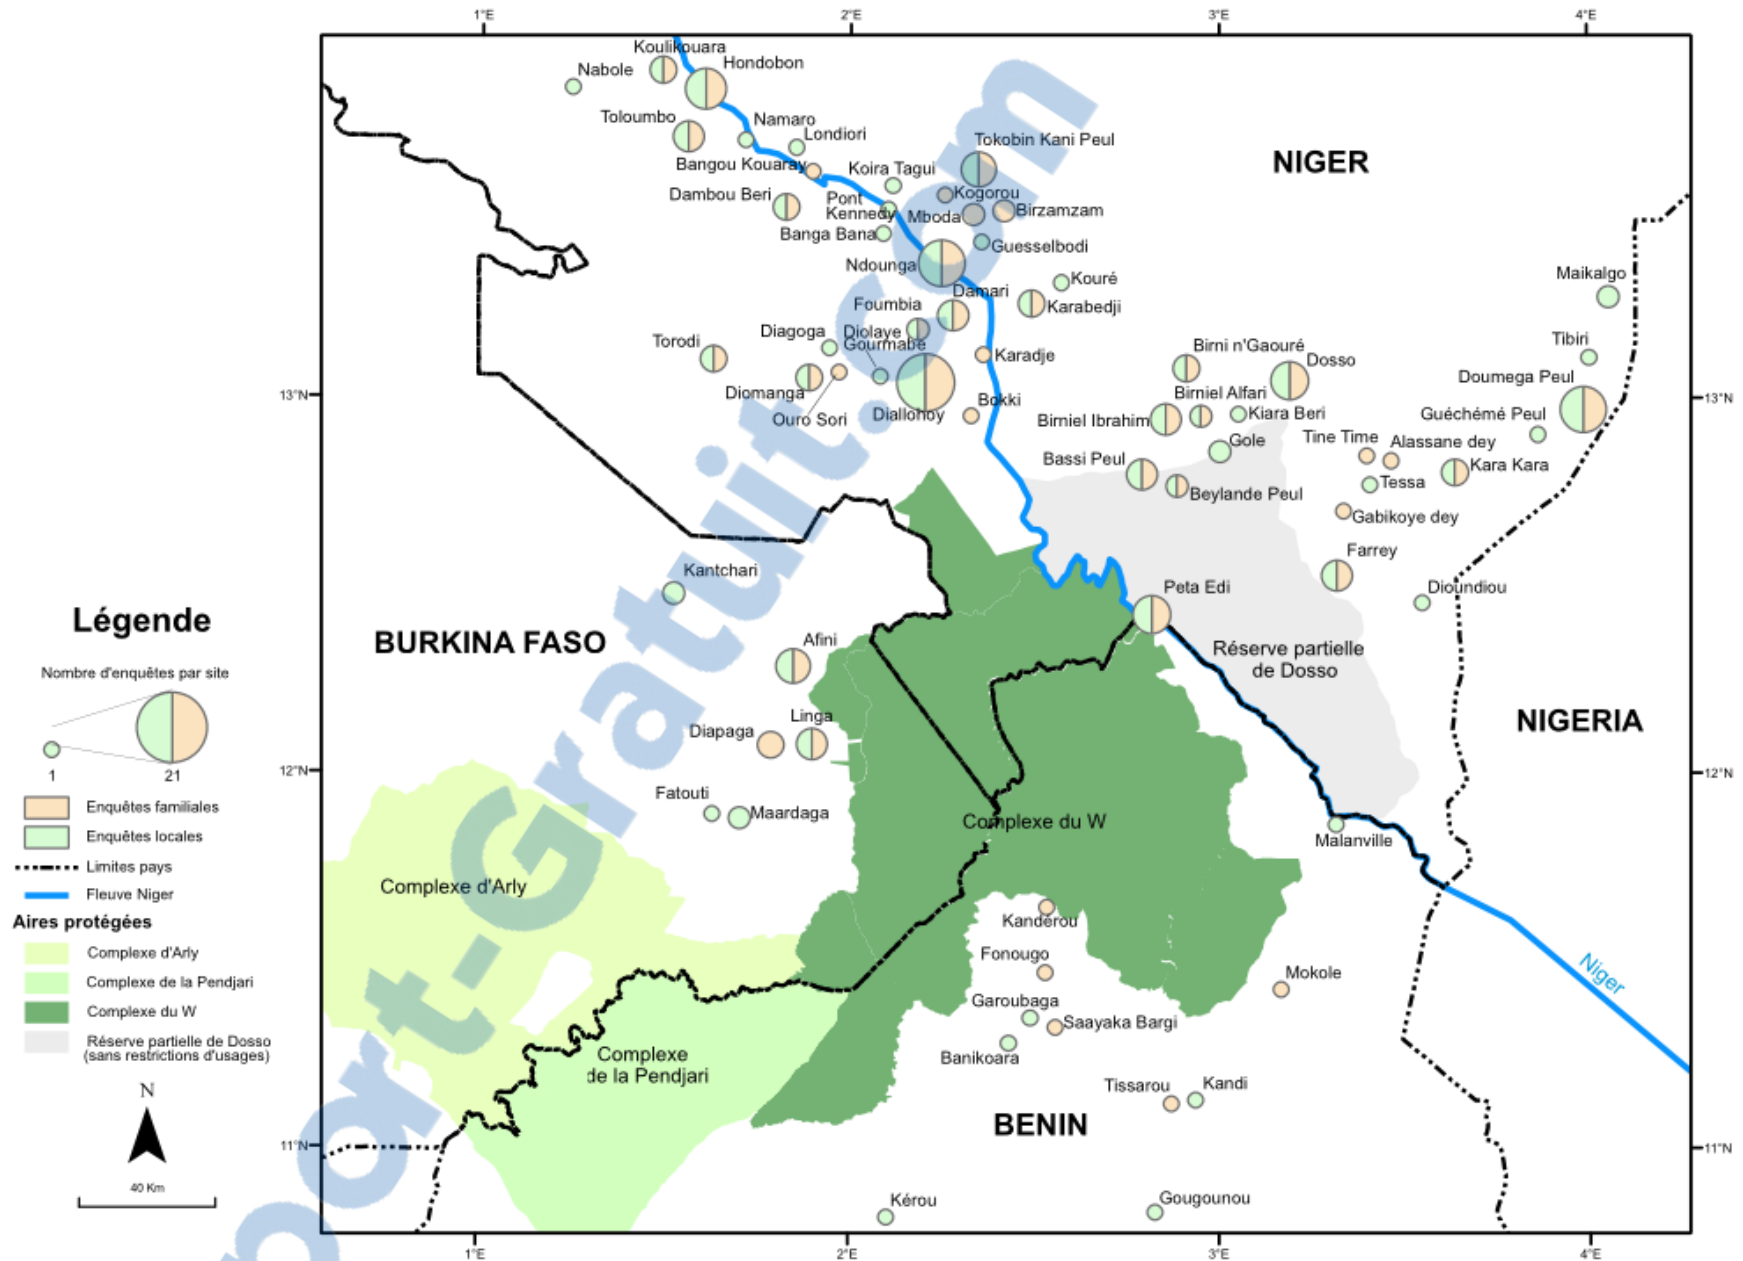 1°E
2°E
3°E
4°E
Koulikouara
Nabole
Hondobon
Toloumbo
Namaro
Londiori
Bangou Kouaray
Koira Tagui
Tokobin Kani Peul
NIGER
Dambou Beri
Pont
Kennedy
Kogorou
Mboda
Birzamzam
Banga Bana
Guesselbodi
Ndounga
Kouré
Maikalgo
Damari
Foumbia
Karabedji
Diagoga
Diolaye
Gourmabe
Torodi
Karadje
Birni n'Gaouré
Dosso
Tibiri
Doumega Peul
Diomanga
Ouro Sori
Diallonoy
Bokki
Birniel Alfari
Birniel Ibrahim
Kiara Beri
Guéchémé Peul
13°N
13°N
Gole
Tine Time
Alassane dey
Bassi Peul
Kara Kara
Tessa
Beylande Peul
Gabikoye dey
Farrey
Kantchari
Dioundiou
Peta Edi
BURKINA FASO
Afini
Réserve partielle
de Dosso
Diapaga
Linga
NIGERIA
12°N
12°N
Fatouti
Maardaga
Complexe du W
Malanville
Complexe d'Arly
Kandérou
Fonougo
Mokole
Niger
Garoubaga
Saayaka Bargi
Banikoara
Complexe
de la Pendjari
Tissarou
Kandi
BENIN
11°N
11°N
Kérou
Gougounou
1°E
2°E
3°E
4°E
Légende
Nombre d'enquêtes par site
1
21
Enquêtes familiales
Enquêtes locales
Limites pays
Fleuve Niger
Aires protégées
Complexe d'Arly
Complexe de la Pendjari
Complexe du W
Réserve partielle de Dosso
(sans restrictions d'usages)
N
40 Km
port-Gratuit.com